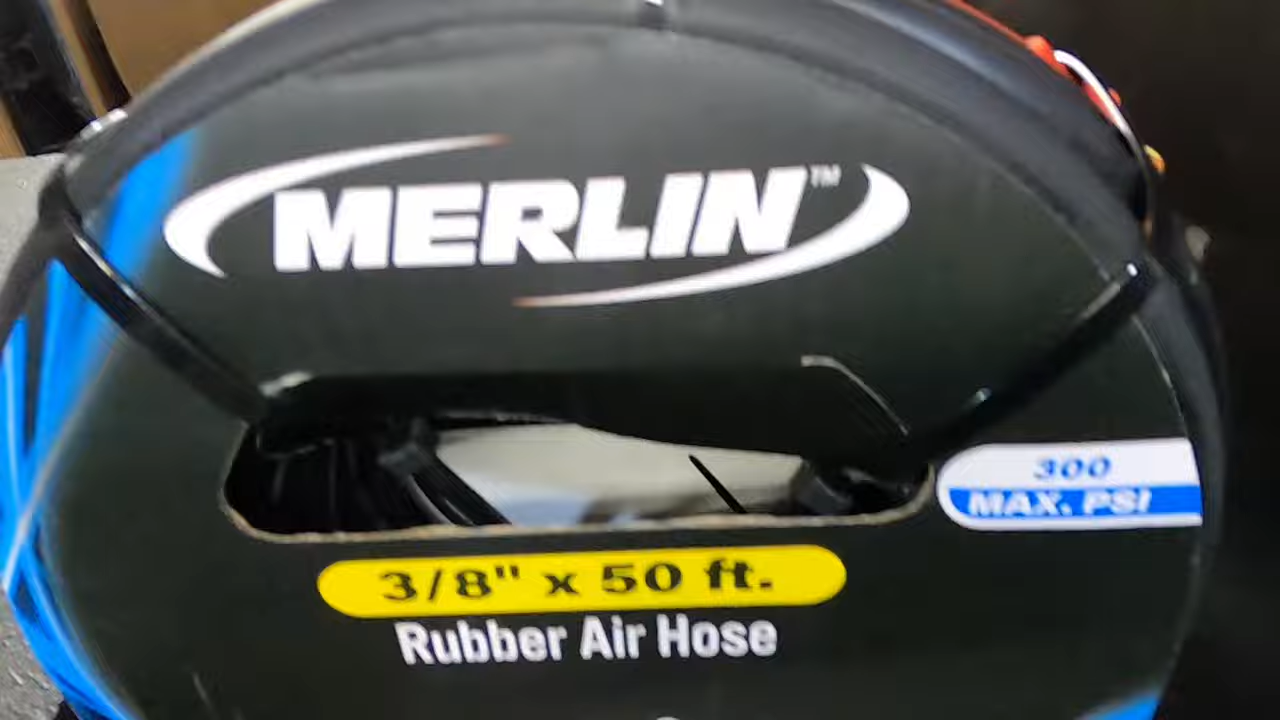 MERLIN™
300
MAX. PSI
3/8" x 50 ft.
Rubber Air Hose